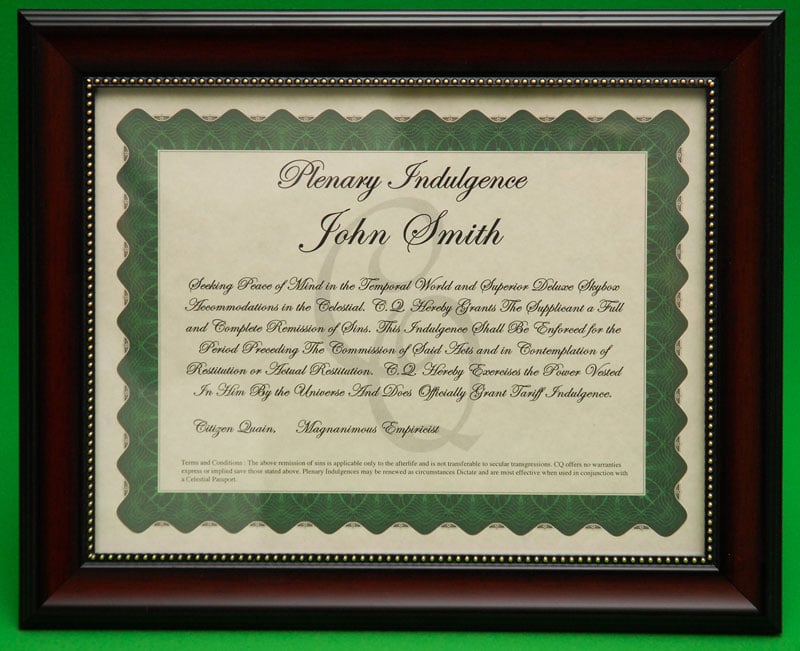 Plenary Indulgence
John Smith
Seeking Peace of Mind in the Temporal World and Superior Deluxe Skybox
Accommodations in the Celestial. C.Q. Hereby Grants The Supplicant a Full
and Complete Remission of Sins. This Indulgence Shall Be Enforced for the
Period Preceding The Commission of Said Acts and in Contemplation of
Restitution or Actual Restitution. C.Q. Hereby Exercises the Power Vested
In Him By the Universe And Does Officially Grant Tariff Indulgence.
Citizen Quain, Magnanimous Empiricist
Terms and Conditions : The above remission of sins is applicable only to the afterlife and is not transferable to secular transgressions. CQ offers no warranties
express or implied save those stated above. Plenary Indulgences may be renewed as circumstances Dictate and are most effective when used in conjunction with
a Celestial Passport.
CQ